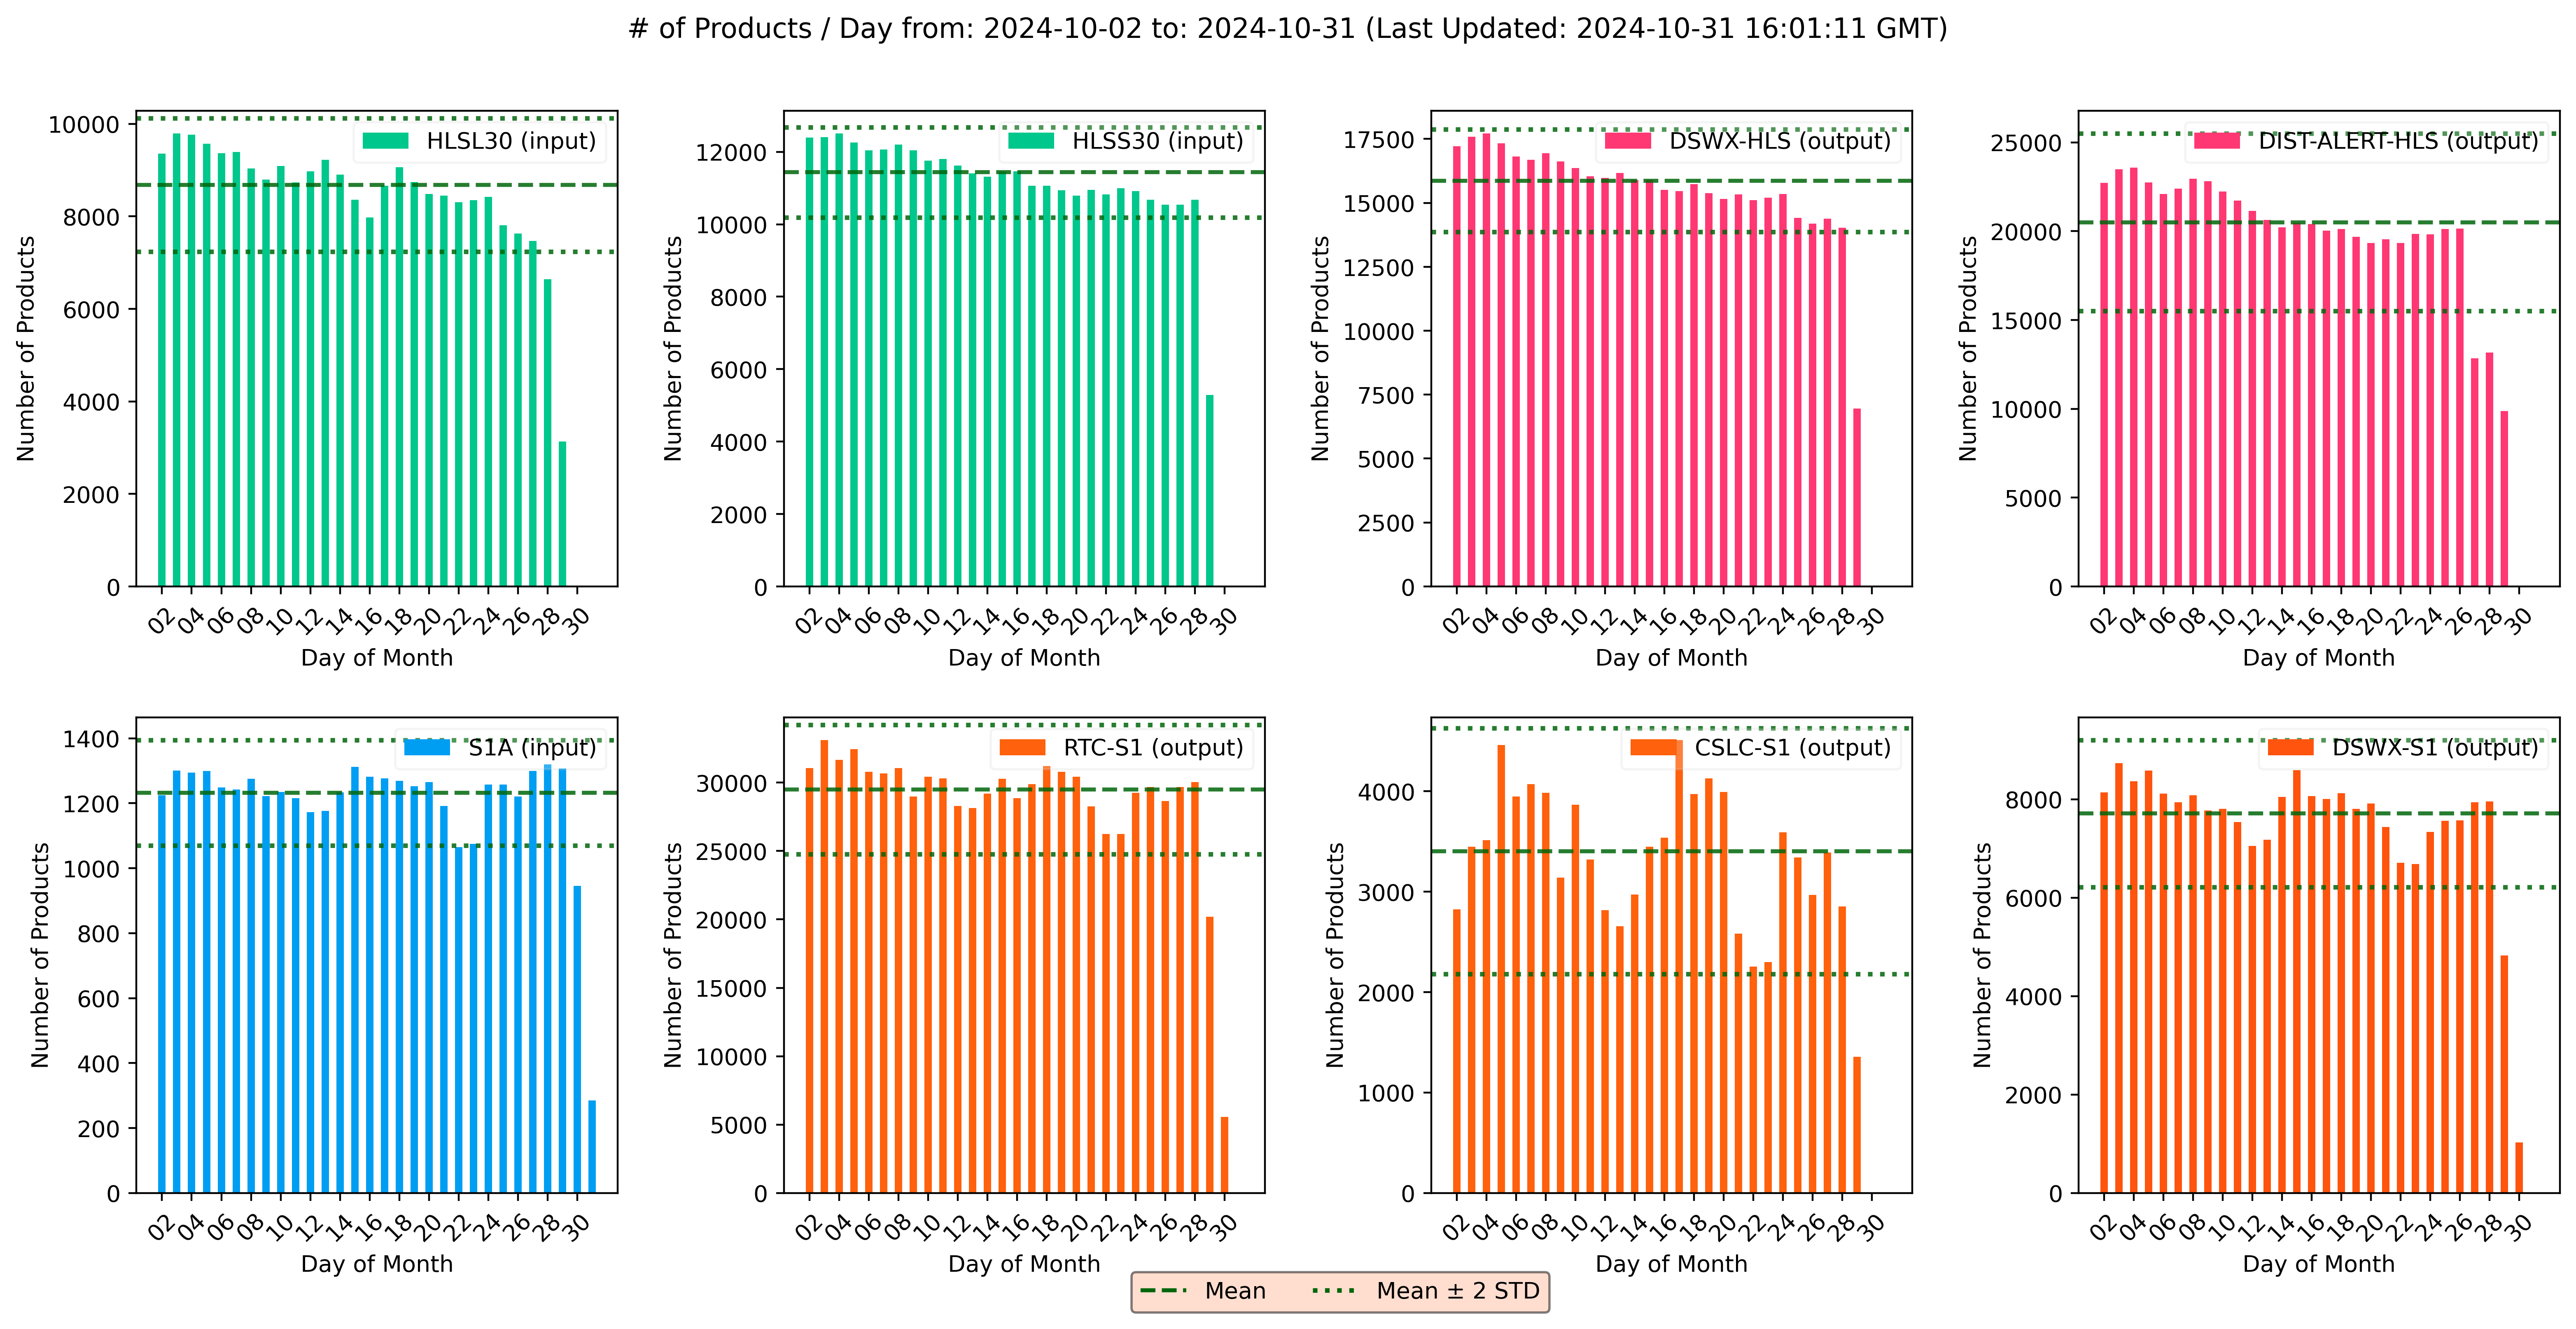 # of Products / Day from: 2024-10-02 to: 2024-10-31 (Last Updated: 2024-10-31 16:01:11 GMT)
HLSL30 (input)
Number of Products
10000
8000
6000
4000
2000
0
02 04 06 08 10 12 14 16 18 20 22 24 26 28 30
Day of Month
HLSS30 (input)
Number of Products
12000
10000
8000
6000
4000
2000
0
02 04 06 08 10 12 14 16 18 20 22 24 26 28 30
Day of Month
DSWX-HLS (output)
Number of Products
17500
15000
12500
10000
7500
5000
2500
0
02 04 06 08 10 12 14 16 18 20 22 24 26 28 30
Day of Month
DIST-ALERT-HLS (output)
Number of Products
25000
20000
15000
10000
5000
0
02 04 06 08 10 12 14 16 18 20 22 24 26 28 30
Day of Month
S1A (input)
Number of Products
1400
1200
1000
800
600
400
200
0
02 04 06 08 10 12 14 16 18 20 22 24 26 28 30
Day of Month
RTC-S1 (output)
Number of Products
30000
25000
20000
15000
10000
5000
0
02 04 06 08 10 12 14 16 18 20 22 24 26 28 30
Day of Month
CSLC-S1 (output)
Number of Products
4000
3000
2000
1000
0
02 04 06 08 10 12 14 16 18 20 22 24 26 28 30
Day of Month
DSWX-S1 (output)
Number of Products
8000
6000
4000
2000
0
02 04 06 08 10 12 14 16 18 20 22 24 26 28 30
Day of Month
Mean
Mean ± 2 STD